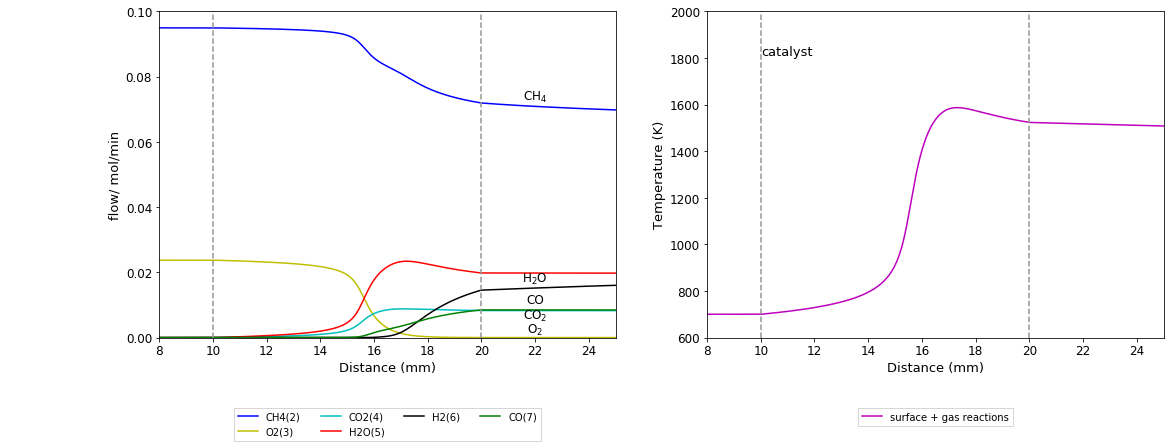 0.10
0.08
0.06
0.04
0.02
0.00
flow/ mol/min
CH4
H2O
CO
CO2
O2
8 10 12 14 16 18 20 22 24
Distance (mm)
CH4(2) CO2(4) H2(6) CO(7)
O2(3) H2O(5)
2000
1800
1600
1400
1200
1000
800
600
Temperature (K)
catalyst
8 10 12 14 16 18 20 22 24
Distance (mm)
surface + gas reactions